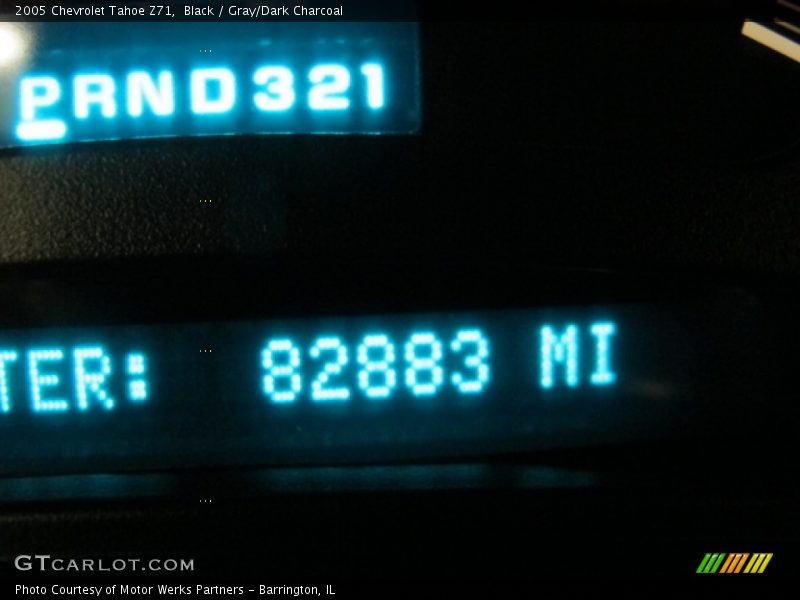 2005 Chevrolet Tahoe Z71,  Black / Gray/Dark Charcoal
PRND321
TER:  82883 MI
GTCARLOT.COM
Photo Courtesy of Motor Werks Partners - Barrington, IL